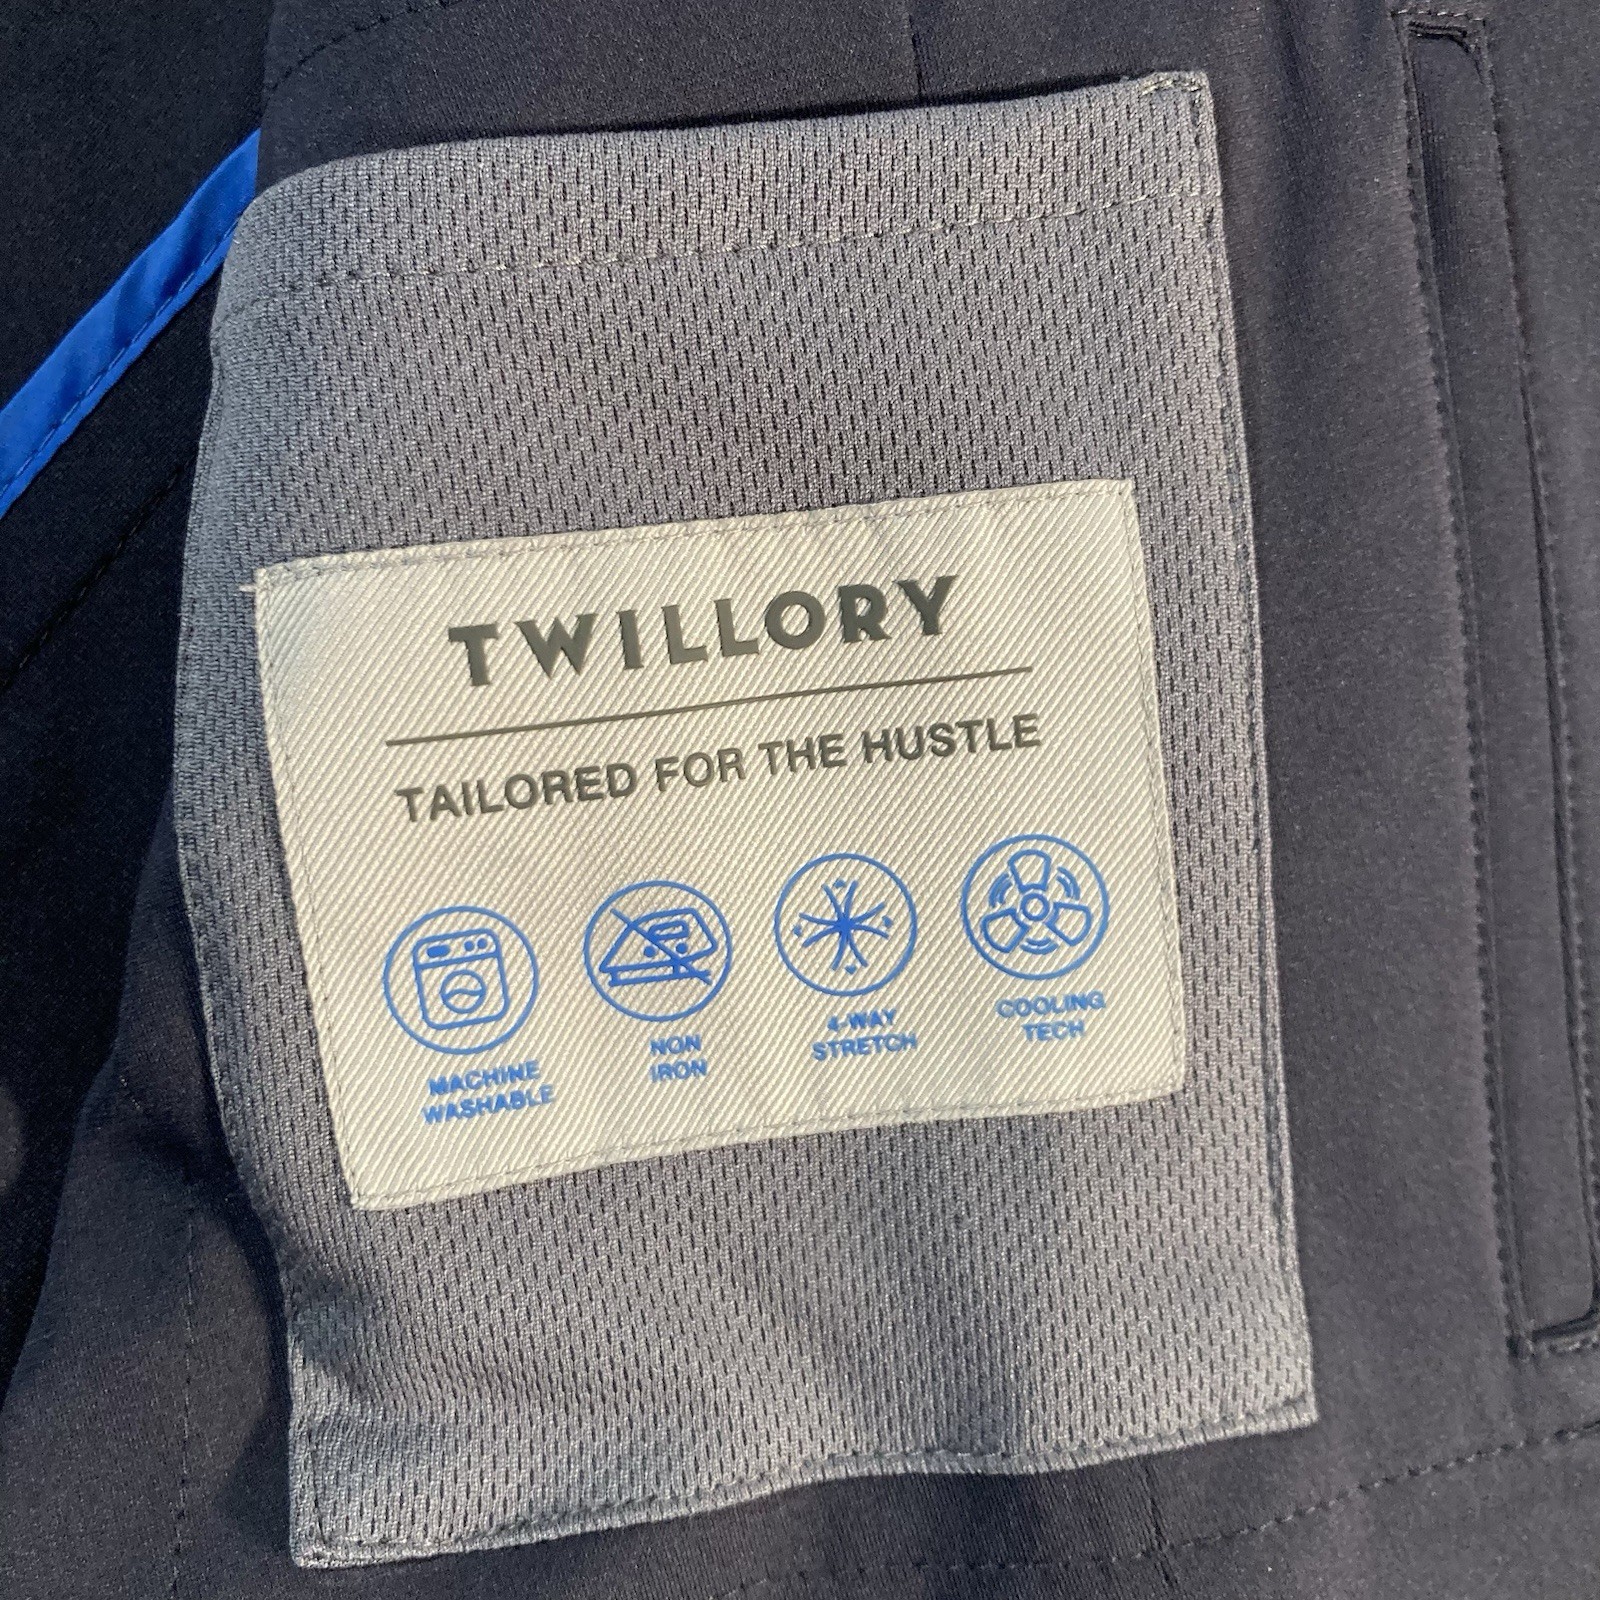 TWILLORY
TAILORED FOR THE HUSTLE
MACHINE
WASHABLE
NON
IRON
4-WAY
STRETCH
COOLING
TECH